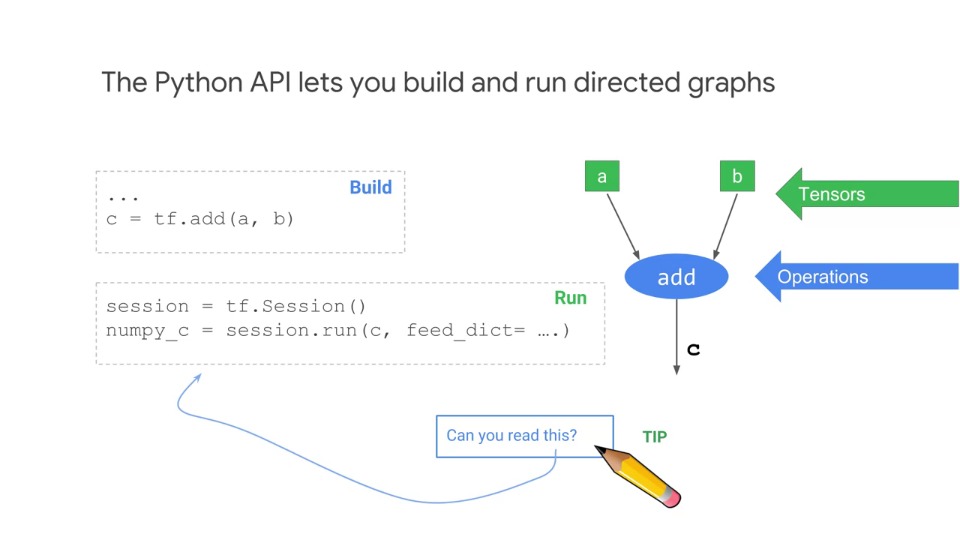 The Python API lets you build and run directed graphs
Build
...
c = tf.add(a, b)
Run
session = tf.Session()
numpy_c = session.run(c, feed_dict= ….)
a
b
Tensors
add
Operations
c
Can you read this?
TIP